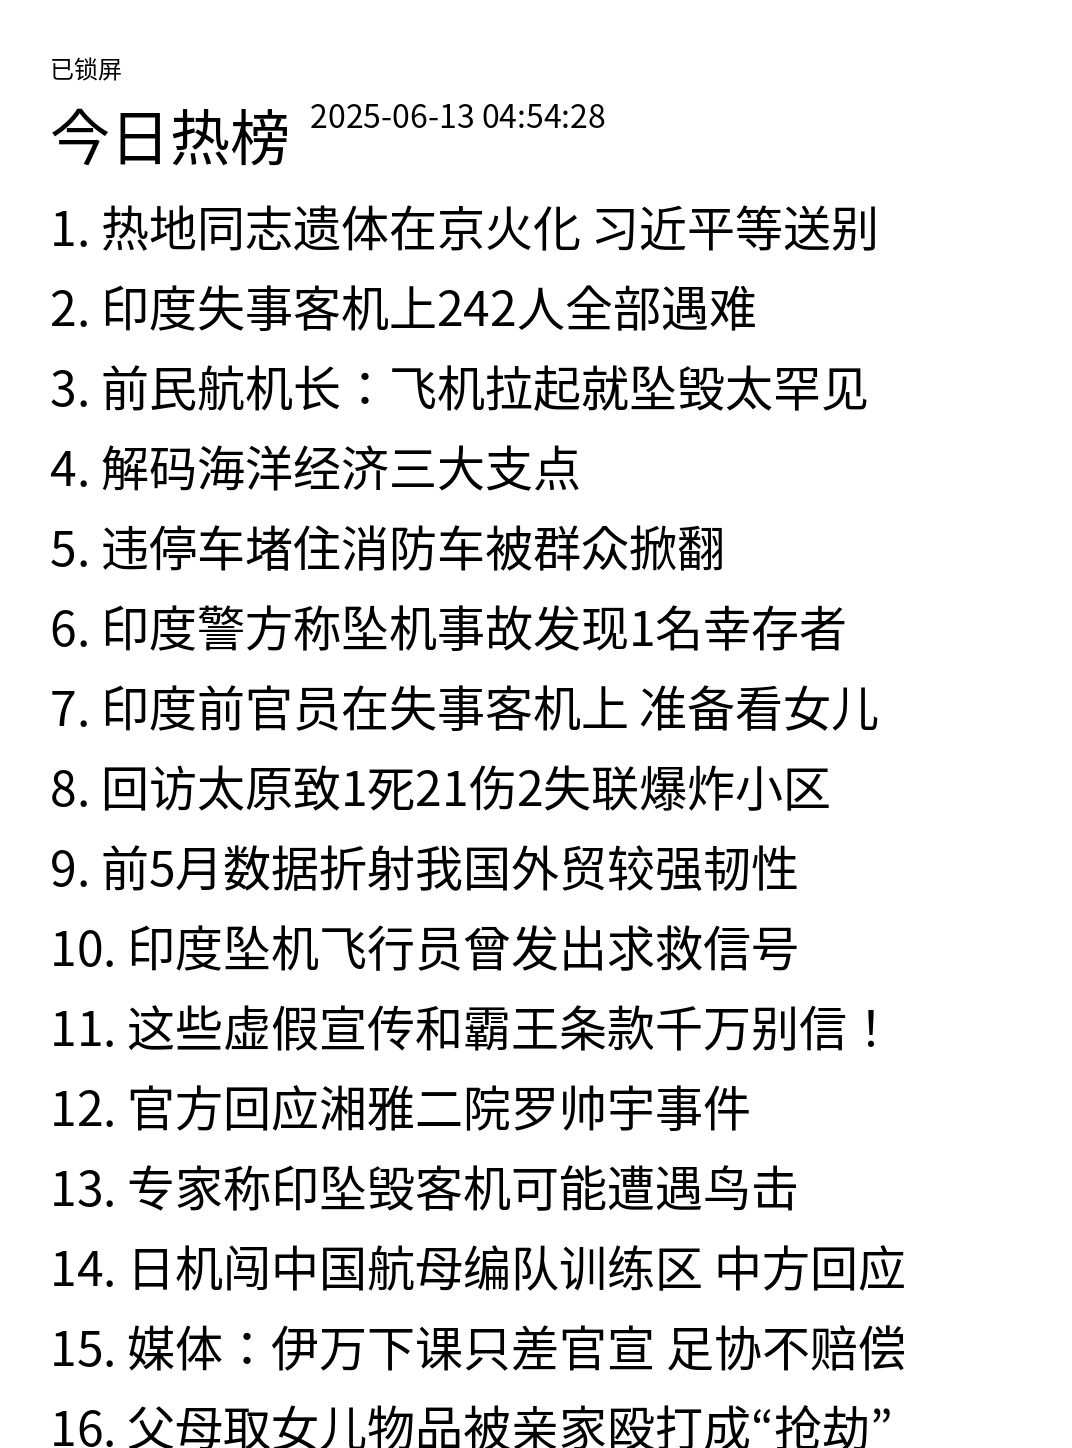 已锁屏
今日热榜 2025-06-13 04:54:28
1. 热地同志遗体在京火化 习近平等送别
2. 印度失事客机上242人全部遇难
3. 前民航机长：飞机拉起就坠毁太罕见
4. 解码海洋经济三大支点
5. 违停车堵住消防车被群众掀翻
6. 印度警方称坠机事故发现1名幸存者
7. 印度前官员在失事客机上 准备看女儿
8. 回访太原致1死21伤2失联爆炸小区
9. 前5月数据折射我国外贸较强韧性
10. 印度坠机飞行员曾发出求救信号
11. 这些虚假宣传和霸王条款千万别信！
12. 官方回应湘雅二院罗帅宇事件
13. 专家称印坠毁客机可能遭遇鸟击
14. 日机闯中国航母编队训练区 中方回应
15. 媒体：伊万下课只差官宣 足协不赔偿
16. 父母取女儿物品被亲家殴打成“抢劫”